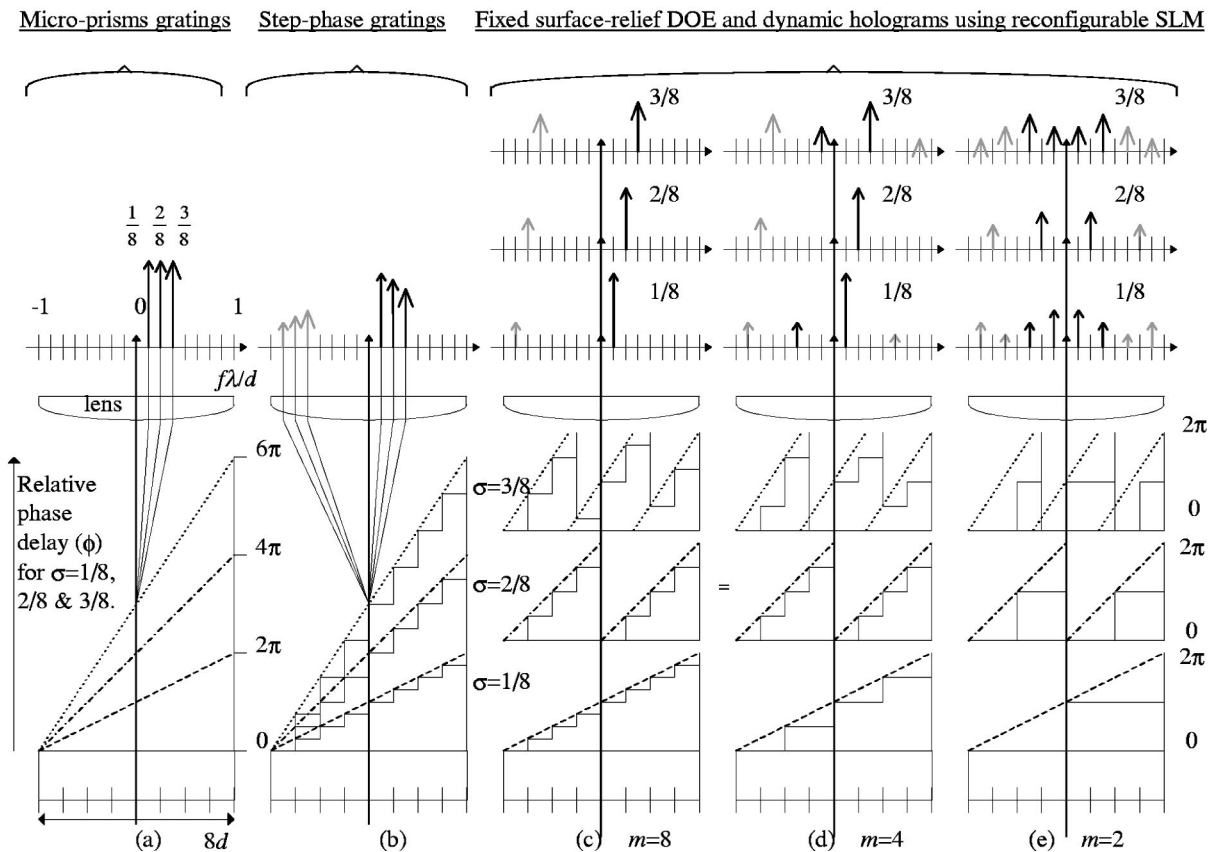 Micro-prisms gratings
Step-phase gratings
Fixed surface-relief DOE and dynamic holograms using reconfigurable SLM
3/8 3/8 3/8
2/8 2/8 2/8
1/8 1/8 1/8
1/8 2/8 3/8
-1 0 1
fλ/d
lens
Relative
phase
delay (ϕ)
for σ=1/8,
2/8 & 3/8.
6π
4π
2π
0
σ=3/8
σ=2/8
σ=1/8
=
2π
0
2π
0
2π
0
8d
(a)
(b)
(c) m=8
(d) m=4
(e) m=2